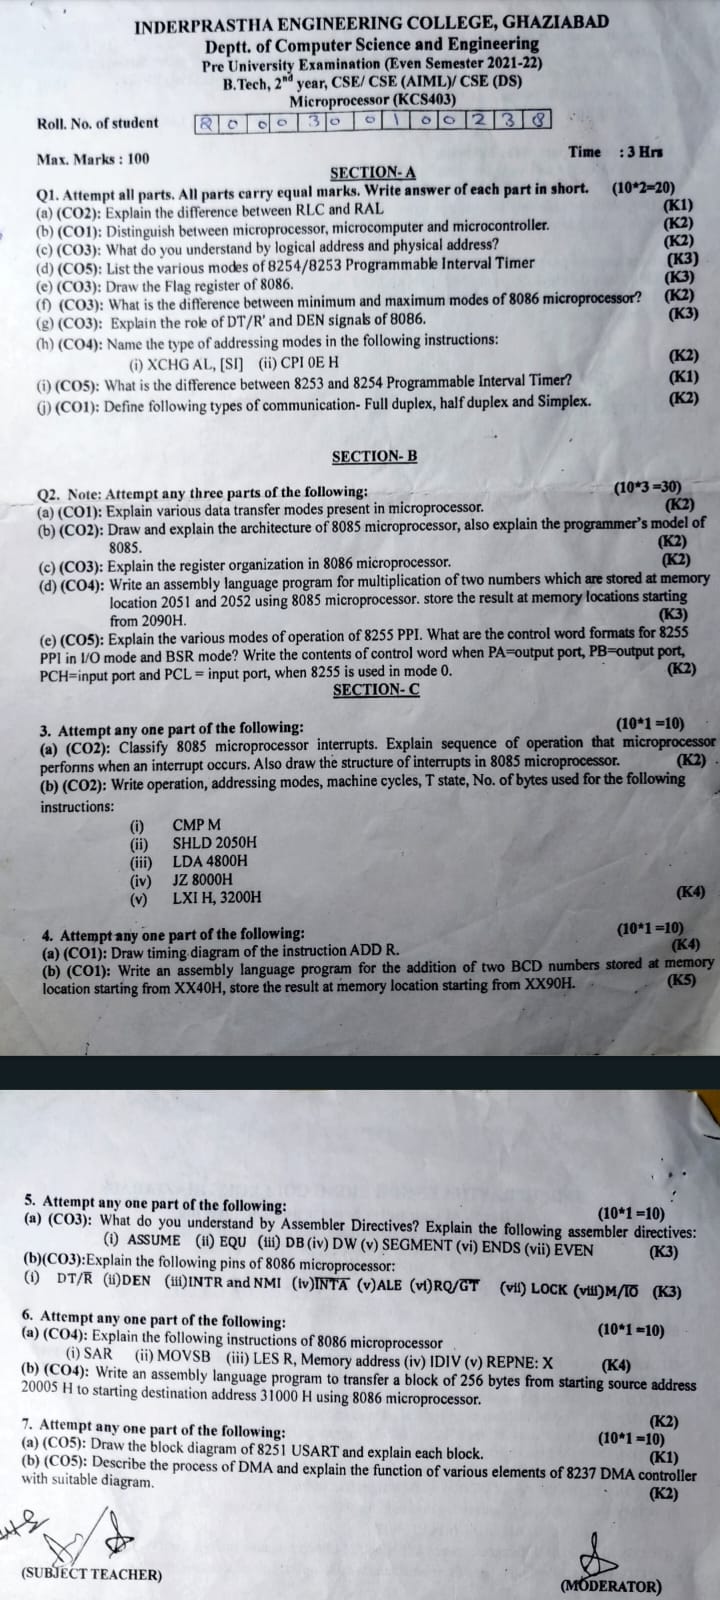 INDERPRASTHA ENGINEERING COLLEGE, GHAZIABAD
Deptt. of Computer Science and Engineering
Pre University Examination (Even Semester 2021-22)
B.Tech, 2nd year, CSE/ CSE (AIML)/ CSE (DS)
Microprocessor (KCS403)
Roll. No. of student 2 0 0 0 3 0 0 1 0 0 2 3 8
Max. Marks : 100 Time : 3 Hrs
SECTION- A
Q1. Attempt all parts. All parts carry equal marks. Write answer of each part in short. (10*2=20)
(a) (CO2): Explain the difference between RLC and RAL (K1)
(b) (CO1): Distinguish between microprocessor, microcomputer and microcontroller. (K2)
(c) (CO3): What do you understand by logical address and physical address? (K2)
(d) (CO5): List the various modes of 8254/8253 Programmable Interval Timer (K3)
(e) (CO3): Draw the Flag register of 8086. (K3)
(f) (CO3): What is the difference between minimum and maximum modes of 8086 microprocessor? (K2)
(g) (CO3): Explain the role of DT/R' and DEN signals of 8086. (K3)
(h) (CO4): Name the type of addressing modes in the following instructions:
(i) XCHG AL, [SI] (ii) CPI 0E H (K2)
(i) (CO5): What is the difference between 8253 and 8254 Programmable Interval Timer? (K1)
(j) (CO1): Define following types of communication- Full duplex, half duplex and Simplex. (K2)
SECTION- B
Q2. Note: Attempt any three parts of the following: (10*3 =30)
(a) (CO1): Explain various data transfer modes present in microprocessor. (K2)
(b) (CO2): Draw and explain the architecture of 8085 microprocessor, also explain the programmer's model of
8085. (K2)
(c) (CO3): Explain the register organization in 8086 microprocessor. (K2)
(d) (CO4): Write an assembly language program for multiplication of two numbers which are stored at memory
location 2051 and 2052 using 8085 microprocessor. store the result at memory locations starting
from 2090H. (K3)
(e) (CO5): Explain the various modes of operation of 8255 PPI. What are the control word formats for 8255
PPI in I/O mode and BSR mode? Write the contents of control word when PA=output port, PB=output port,
PCH=input port and PCL = input port, when 8255 is used in mode 0. (K2)
SECTION- C
3. Attempt any one part of the following: (10*1 =10)
(a) (CO2): Classify 8085 microprocessor interrupts. Explain sequence of operation that microprocessor
performs when an interrupt occurs. Also draw the structure of interrupts in 8085 microprocessor. (K2)
(b) (CO2): Write operation, addressing modes, machine cycles, T state, No. of bytes used for the following
instructions:
(i) CMP M
(ii) SHLD 2050H
(iii) LDA 4800H
(iv) JZ 8000H
(v) LXI H, 3200H (K4)
4. Attempt any one part of the following: (10*1 =10)
(a) (CO1): Draw timing diagram of the instruction ADD R. (K4)
(b) (CO1): Write an assembly language program for the addition of two BCD numbers stored at memory
location starting from XX40H, store the result at memory location starting from XX90H. (K5)
5. Attempt any one part of the following: (10*1 =10)
(a) (CO3): What do you understand by Assembler Directives? Explain the following assembler directives:
(i) ASSUME (ii) EQU (iii) DB (iv) DW (v) SEGMENT (vi) ENDS (vii) EVEN (K3)
(b)(CO3):Explain the following pins of 8086 microprocessor:
(i) DT/R̅ (ii)DEN (iii)INTR and NMI (iv)I̅N̅T̅A̅ (v)ALE (vi)RQ/G̅T̅ (vii) LOCK (viii)M/I̅O̅ (K3)
6. Attempt any one part of the following: (10*1 =10)
(a) (CO4): Explain the following instructions of 8086 microprocessor
(i) SAR (ii) MOVSB (iii) LES R, Memory address (iv) IDIV (v) REPNE: X (K4)
(b) (CO4): Write an assembly language program to transfer a block of 256 bytes from starting source address
20005 H to starting destination address 31000 H using 8086 microprocessor. (K2)
7. Attempt any one part of the following: (10*1 =10)
(a) (CO5): Draw the block diagram of 8251 USART and explain each block. (K1)
(b) (CO5): Describe the process of DMA and explain the function of various elements of 8237 DMA controller
with suitable diagram. (K2)
(SUBJECT TEACHER)
(MODERATOR)